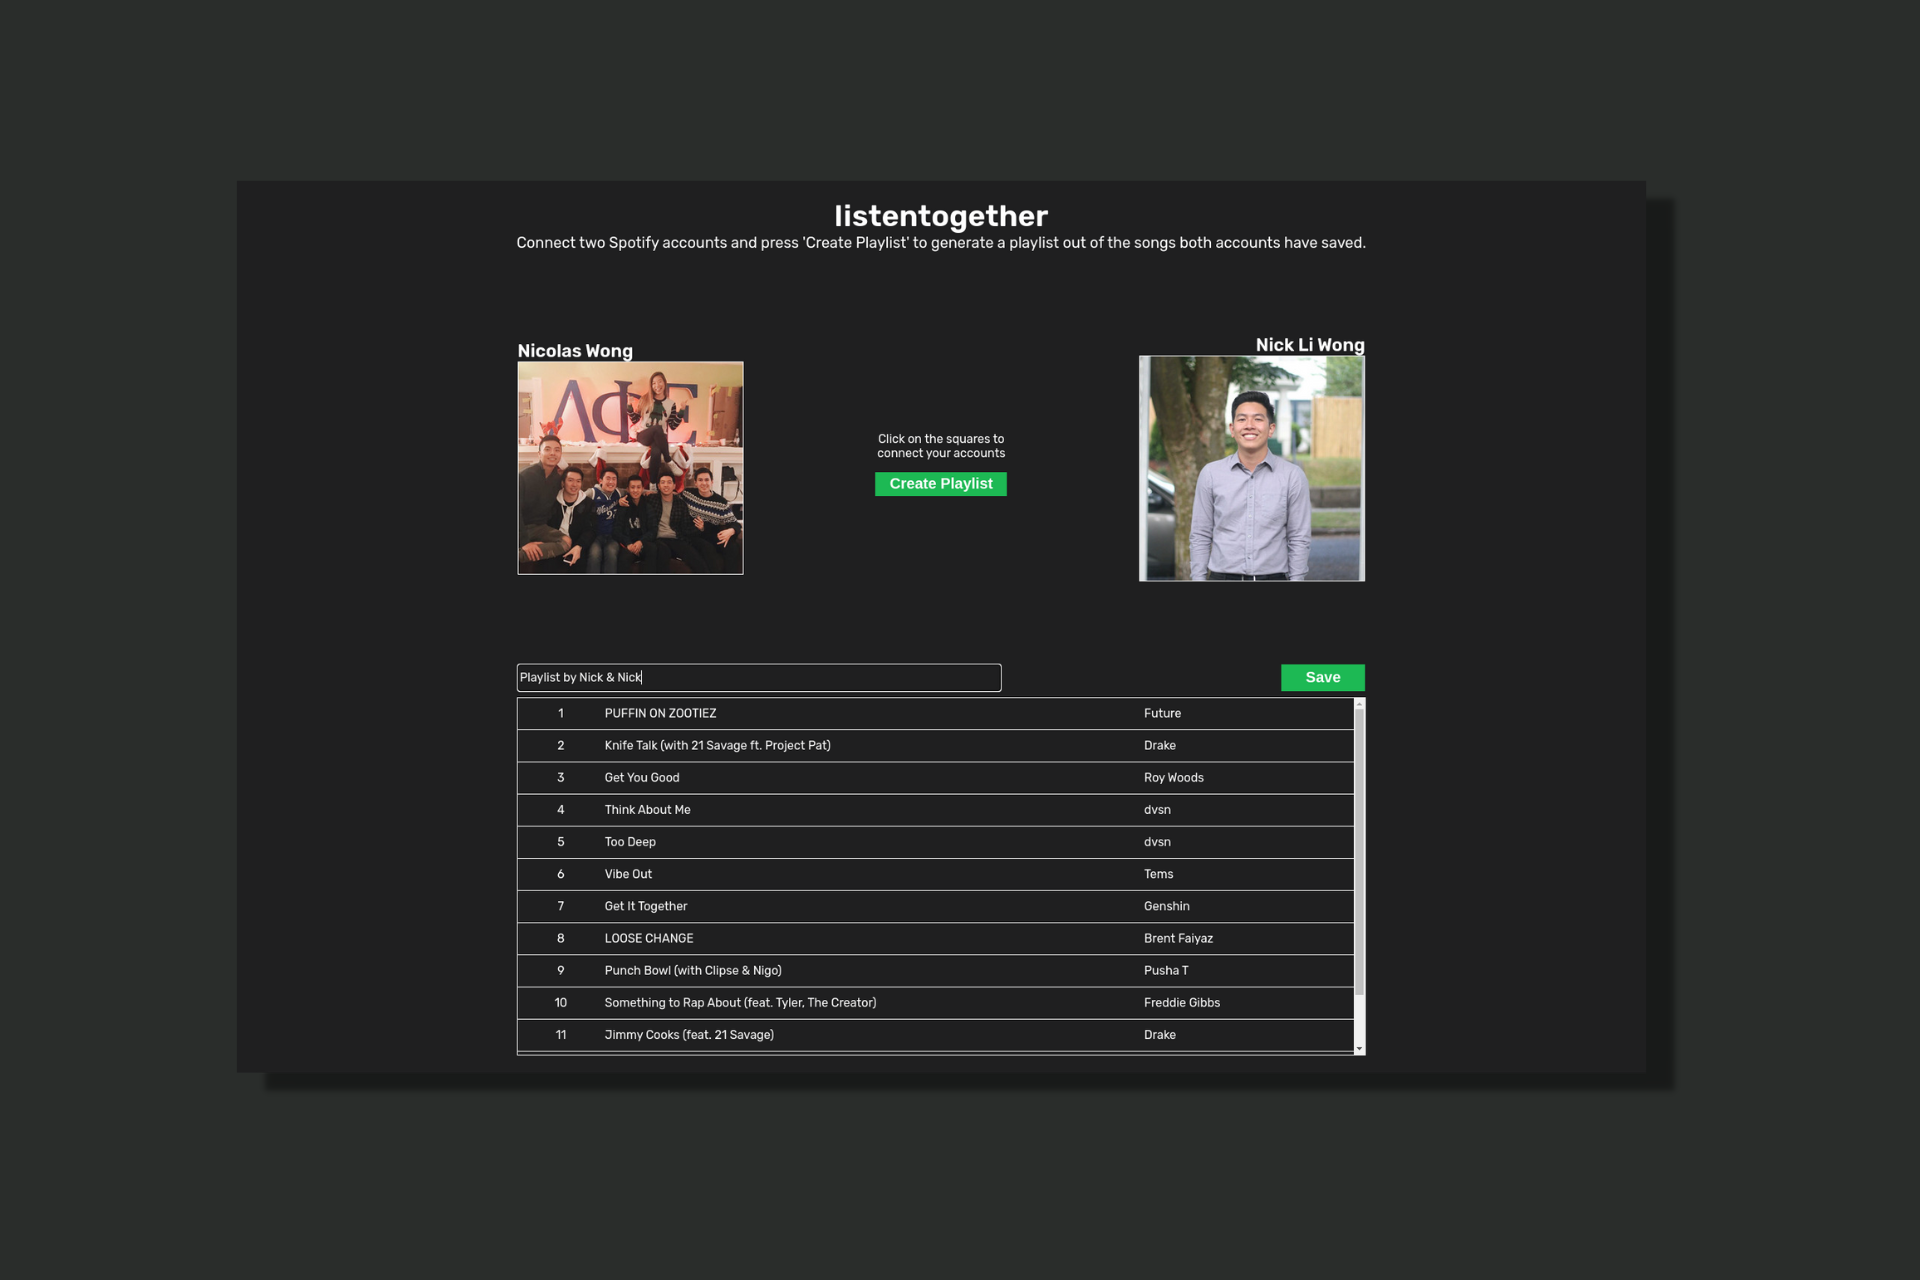 listentogether
Connect two Spotify accounts and press 'Create Playlist' to generate a playlist out of the songs both accounts have saved.
Nicolas Wong
Nick Li Wong
ΛΦΕ
Click on the squares to
connect your accounts
Create Playlist
Playlist by Nick & Nick
Save
1 PUFFIN ON ZOOTIEZ Future
2 Knife Talk (with 21 Savage ft. Project Pat) Drake
3 Get You Good Roy Woods
4 Think About Me dvsn
5 Too Deep dvsn
6 Vibe Out Tems
7 Get It Together Genshin
8 LOOSE CHANGE Brent Faiyaz
9 Punch Bowl (with Clipse & Nigo) Pusha T
10 Something to Rap About (feat. Tyler, The Creator) Freddie Gibbs
11 Jimmy Cooks (feat. 21 Savage) Drake